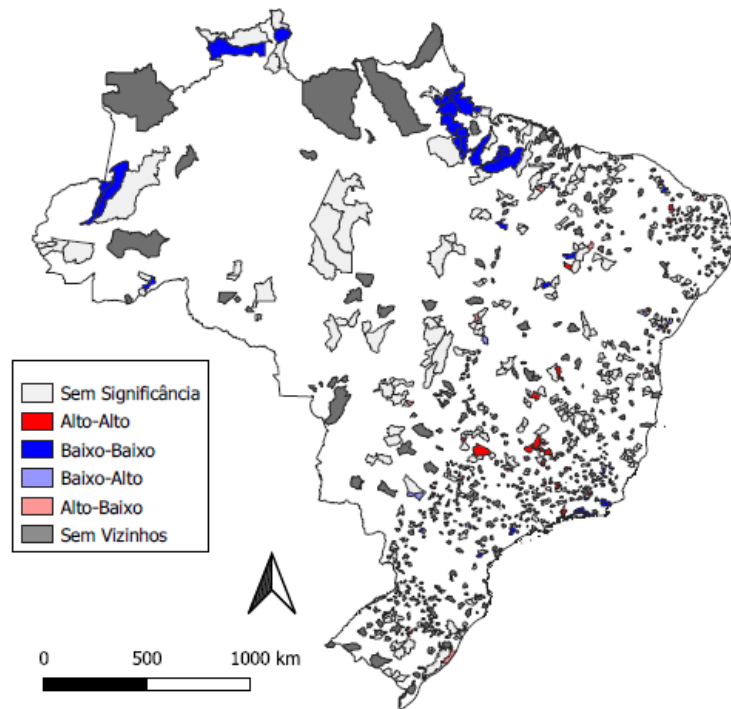 Sem Significância
Alto-Alto
Baixo-Baixo
Baixo-Alto
Alto-Baixo
Sem Vizinhos
0 500 1000 km